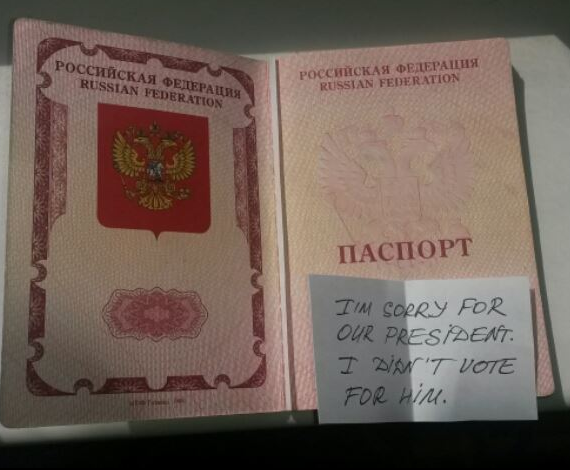 РОССИЙСКАЯ ФЕДЕРАЦИЯ
RUSSIAN FEDERATION
РОССИЙСКАЯ ФЕДЕРАЦИЯ
RUSSIAN FEDERATION
ПАСПОРТ
I'M SORRY FOR
OUR PRESIDENT.
I DIDN'T VOTE
FOR HIM.